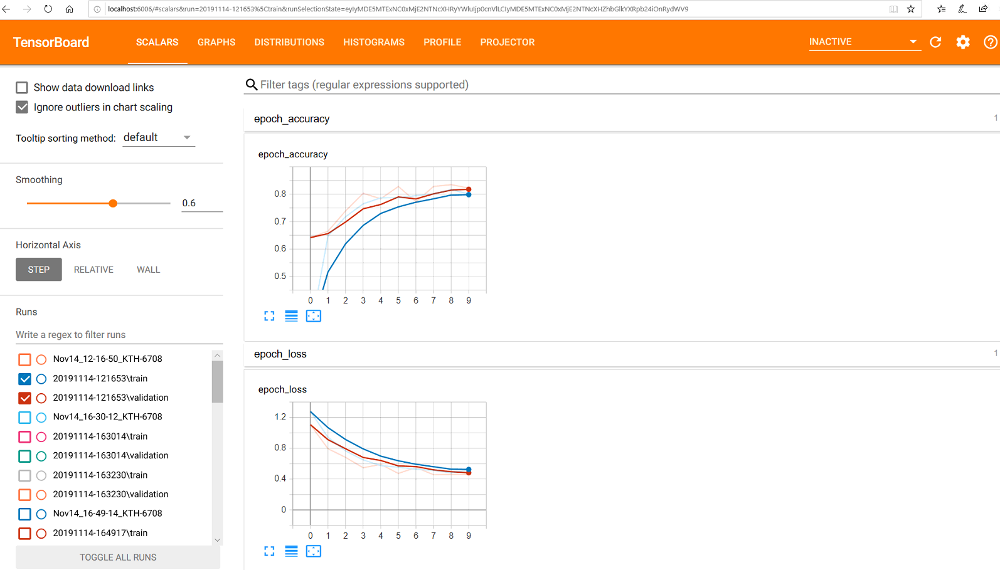 localhost:6006/#scalars&run=20191114-121653%5Ctrain&runSelectionState=eyIyMDE5MTExNC0xMjE2NTNcXHRyYWluIjp0cnVlLCIyMDE5MTExNC0xMjE2NTNcXHZhbGlkYXRpb24iOnRydWV9
TensorBoard SCALARS GRAPHS DISTRIBUTIONS HISTOGRAMS PROFILE PROJECTOR INACTIVE
Show data download links
Ignore outliers in chart scaling
Tooltip sorting method: default
Smoothing
0.6
Horizontal Axis
STEP RELATIVE WALL
Runs
Write a regex to filter runs
Nov14_12-16-50_KTH-6708
20191114-121653\train
20191114-121653\validation
Nov14_16-30-12_KTH-6708
20191114-163014\train
20191114-163014\validation
20191114-163230\train
20191114-163230\validation
Nov14_16-49-14_KTH-6708
20191114-164917\train
TOGGLE ALL RUNS
Filter tags (regular expressions supported)
epoch_accuracy 1
epoch_accuracy
0.8
0.7
0.6
0.5
0 1 2 3 4 5 6 7 8 9
epoch_loss 1
epoch_loss
1.2
0.8
0.4
0
0 1 2 3 4 5 6 7 8 9